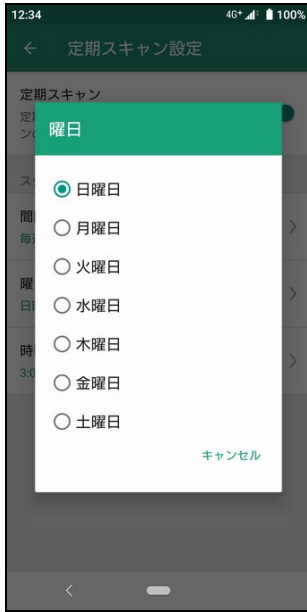 12:34 4G+ 100%
定期スキャン設定
定期スキャン
曜日
日曜日
月曜日
火曜日
水曜日
木曜日
金曜日
土曜日
キャンセル